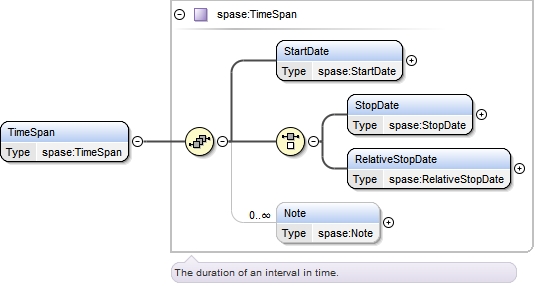 spase:TimeSpan
StartDate
Type spase:StartDate
StopDate
Type spase:StopDate
TimeSpan
Type spase:TimeSpan
RelativeStopDate
Type spase:RelativeStopDate
0..∞
Note
Type spase:Note
The duration of an interval in time.